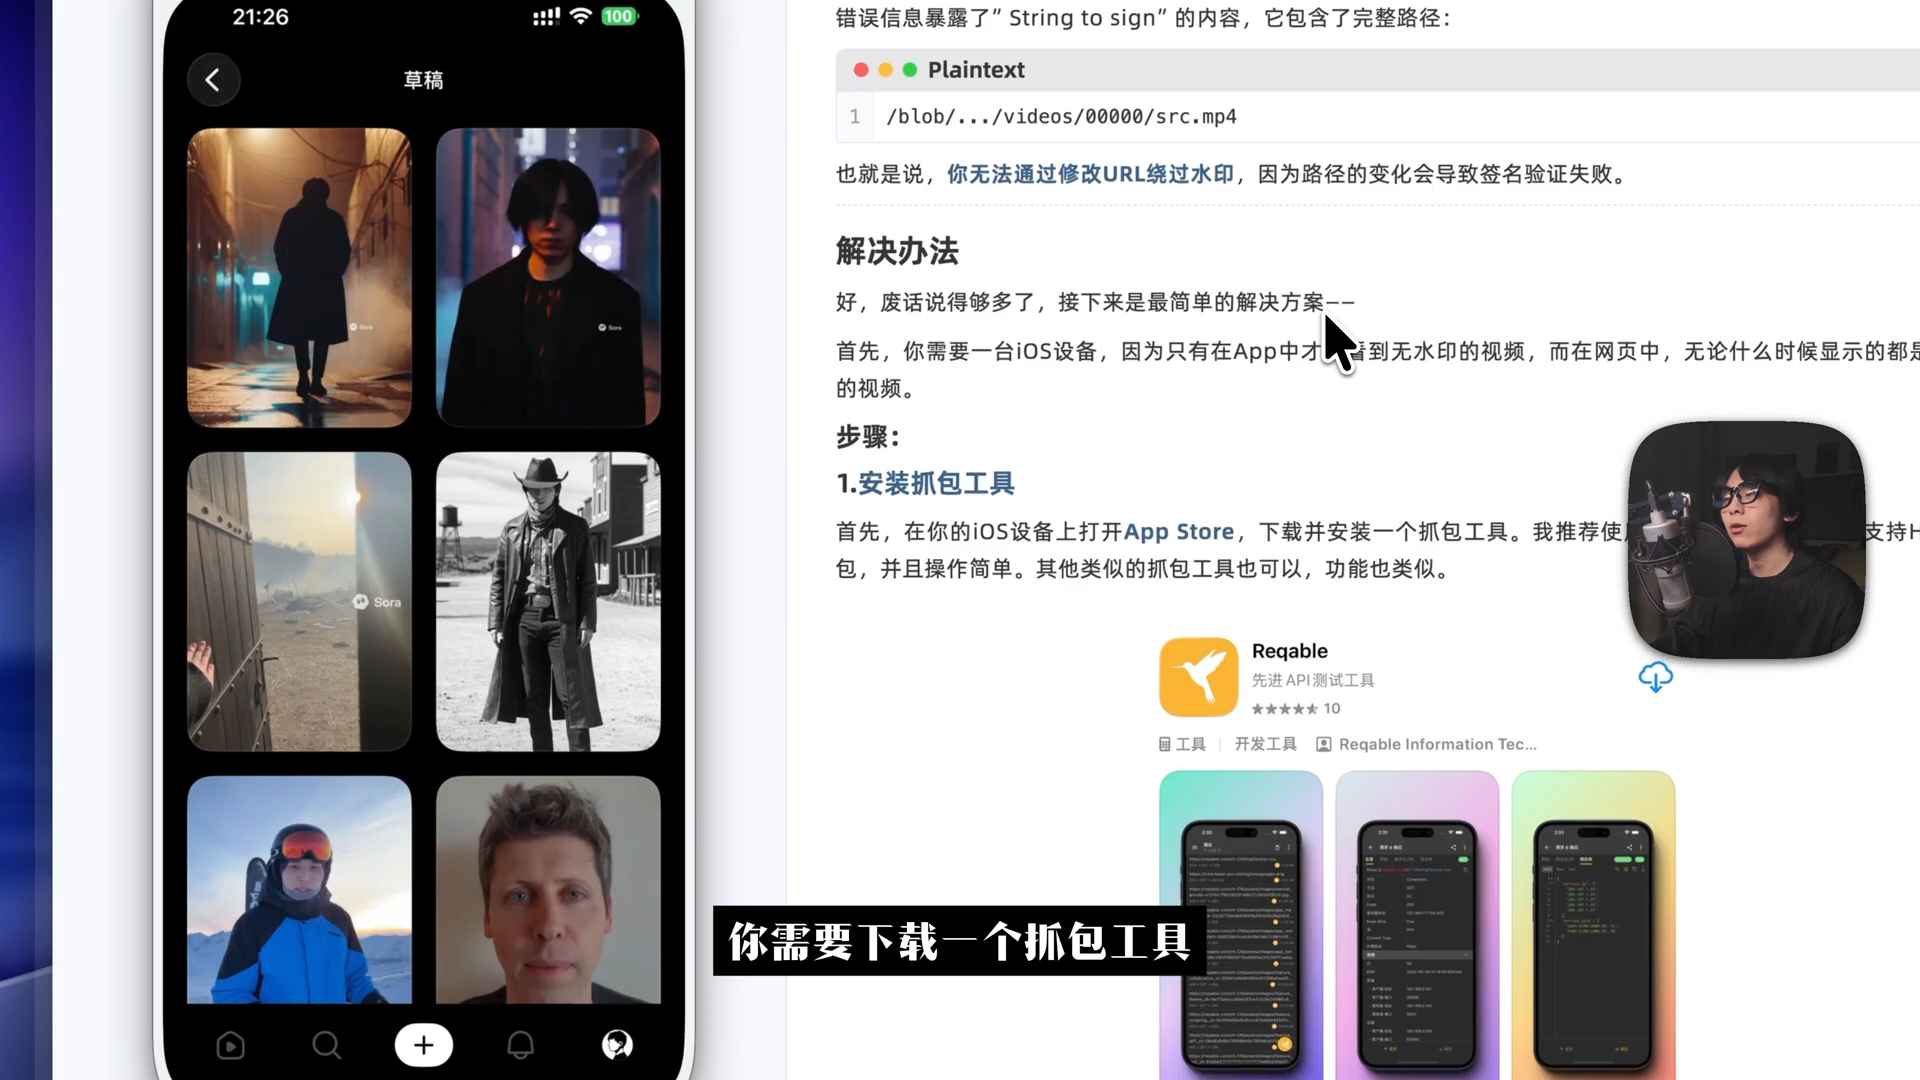 21:26
100
草稿
Sora
Sora
Sora
错误信息暴露了” String to sign” 的内容，它包含了完整路径：
Plaintext
1 /blob/.../videos/00000/src.mp4
也就是说，你无法通过修改URL绕过水印，因为路径的变化会导致签名验证失败。
解决办法
好，废话说得够多了，接下来是最简单的解决方案——
首先，你需要一台iOS设备，因为只有在App中才 看到无水印的视频，而在网页中，无论什么时候显示的都是
的视频。
步骤：
1.安装抓包工具
首先，在你的iOS设备上打开App Store，下载并安装一个抓包工具。我推荐使 支持H
包，并且操作简单。其他类似的抓包工具也可以，功能也类似。
Reqable
先进API测试工具
10
工具 开发工具 Reqable Information Tec...
你需要下载一个抓包工具